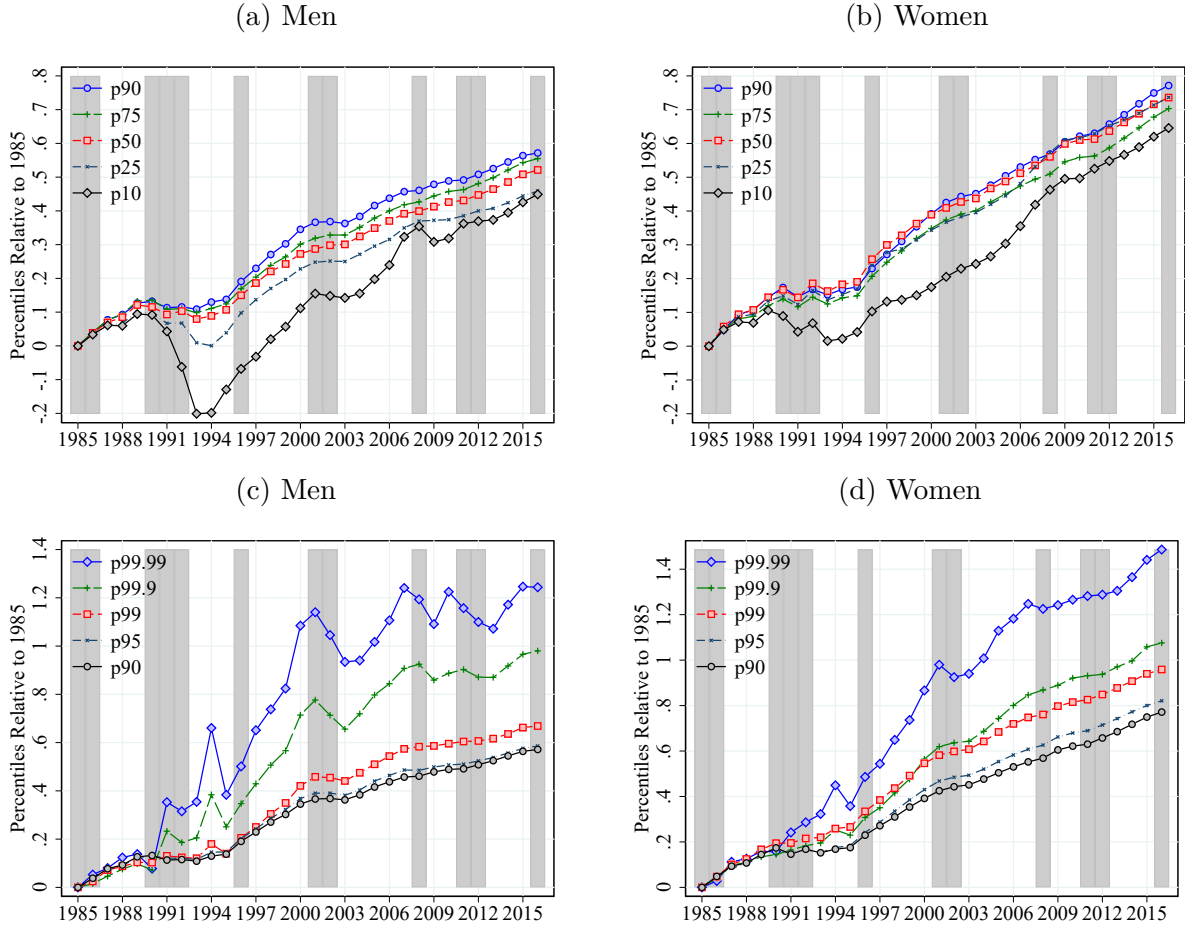 (a) Men
Percentiles Relative to 1985
.8
.7
.6
.5
.4
.3
.2
.1
0
-.1
-.2
p90
p75
p50
p25
p10
1985 1988 1991 1994 1997 2000 2003 2006 2009 2012 2015
(b) Women
Percentiles Relative to 1985
.8
.7
.6
.5
.4
.3
.2
.1
0
-.1
-.2
p90
p75
p50
p25
p10
1985 1988 1991 1994 1997 2000 2003 2006 2009 2012 2015
(c) Men
Percentiles Relative to 1985
1.4
1.2
1
.8
.6
.4
.2
0
p99.99
p99.9
p99
p95
p90
1985 1988 1991 1994 1997 2000 2003 2006 2009 2012 2015
(d) Women
Percentiles Relative to 1985
1.4
1.2
1
.8
.6
.4
.2
0
p99.99
p99.9
p99
p95
p90
1985 1988 1991 1994 1997 2000 2003 2006 2009 2012 2015